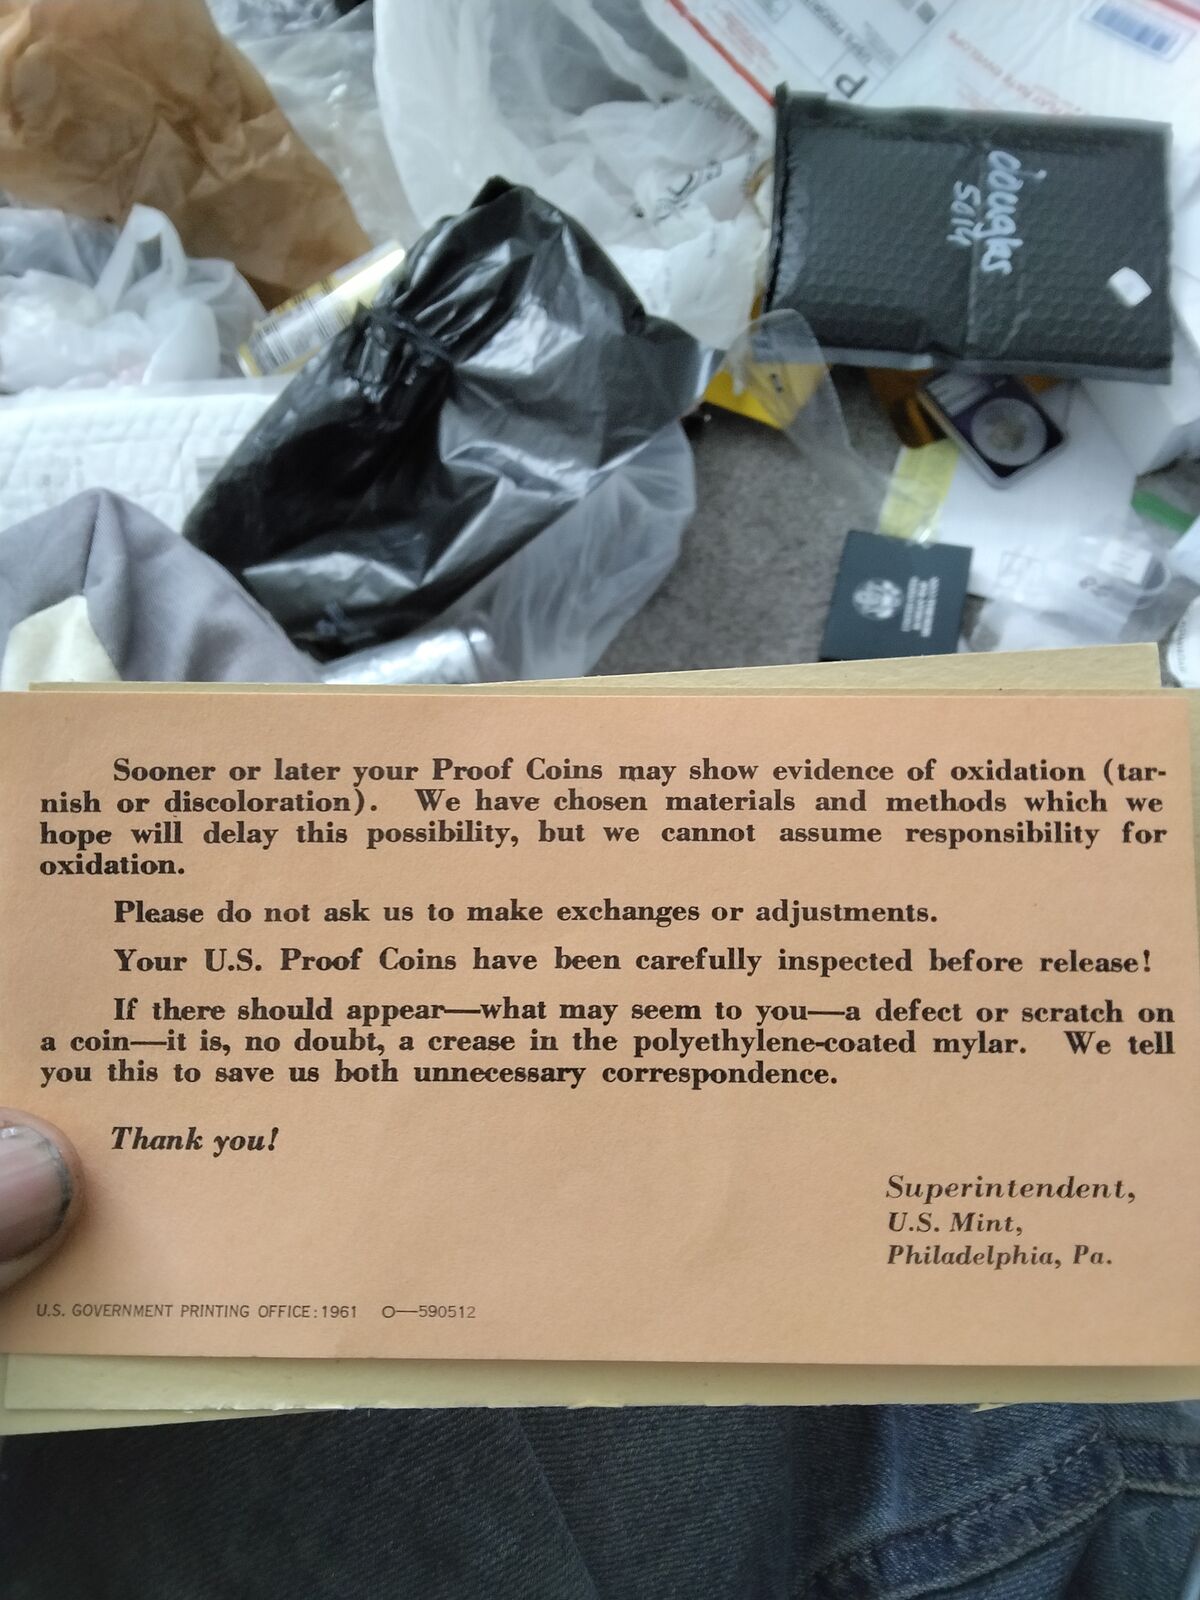 douglas
5614
P
Sooner or later your Proof Coins may show evidence of oxidation (tar-
nish or discoloration). We have chosen materials and methods which we
hope will delay this possibility, but we cannot assume responsibility for
oxidation.
Please do not ask us to make exchanges or adjustments.
Your U.S. Proof Coins have been carefully inspected before release!
If there should appear—what may seem to you—a defect or scratch on
a coin—it is, no doubt, a crease in the polyethylene-coated mylar. We tell
you this to save us both unnecessary correspondence.
Thank you!
Superintendent,
U.S. Mint,
Philadelphia, Pa.
U.S. GOVERNMENT PRINTING OFFICE: 1961 O—590512